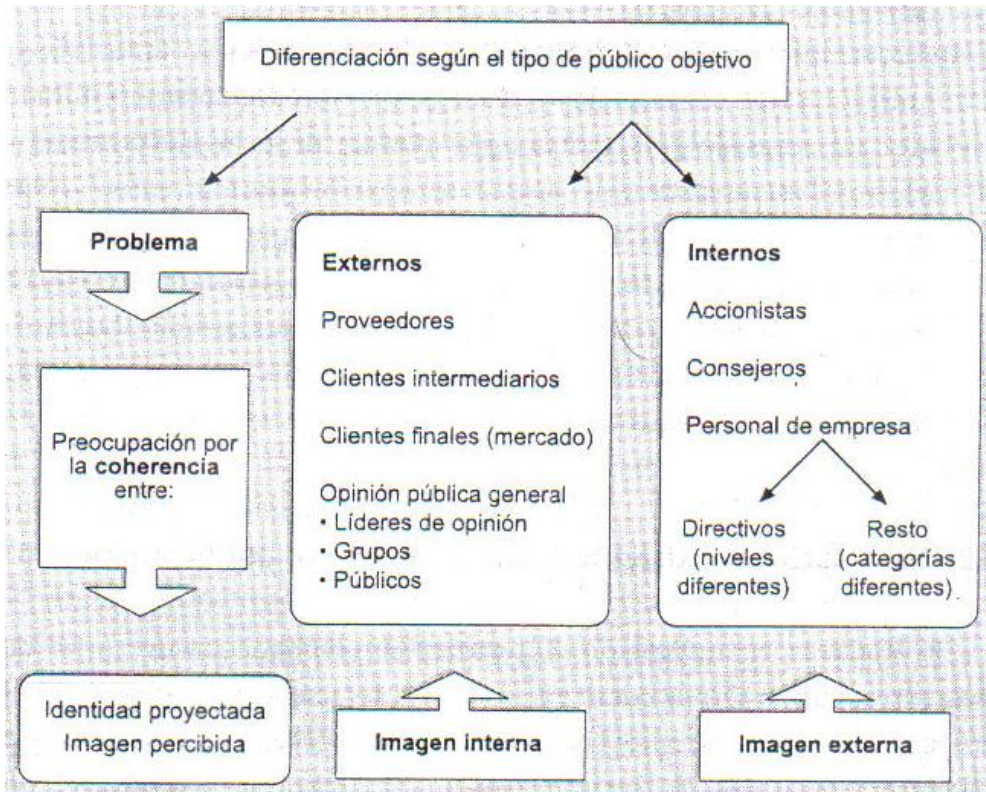 Diferenciación según el tipo de público objetivo
Problema
Preocupación por
la coherencia
entre:
Identidad proyectada
Imagen percibida
Externos
Proveedores
Clientes intermediarios
Clientes finales (mercado)
Opinión pública general
• Líderes de opinión
• Grupos
• Públicos
Imagen interna
Internos
Accionistas
Consejeros
Personal de empresa
Directivos
(niveles
diferentes)
Resto
(categorías
diferentes)
Imagen externa